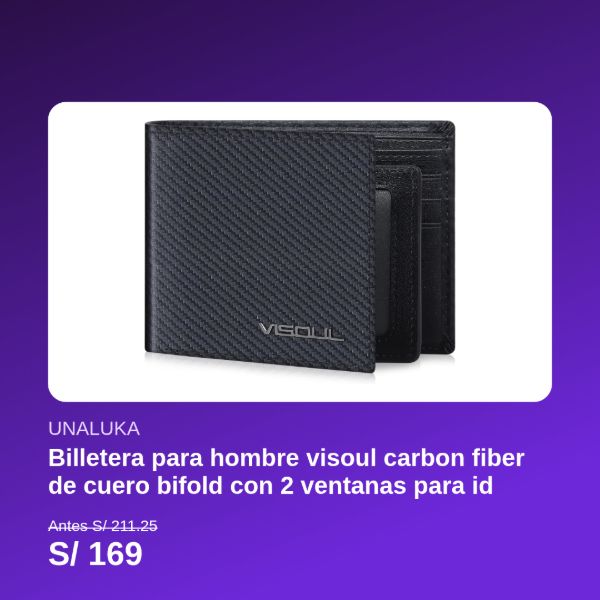 VISOUL
UNALUKA
Billetera para hombre visoul carbon fiber
de cuero bifold con 2 ventanas para id
Antes S/ 211.25
S/ 169